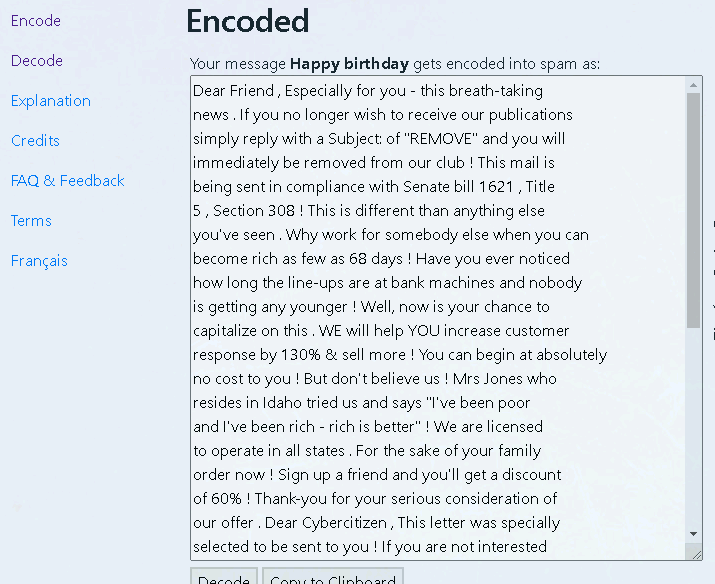 Encode
Decode
Explanation
Credits
FAQ & Feedback
Terms
Français
Encoded
Your message Happy birthday gets encoded into spam as:
Dear Friend , Especially for you - this breath-taking
news . If you no longer wish to receive our publications
simply reply with a Subject: of "REMOVE" and you will
immediately be removed from our club ! This mail is
being sent in compliance with Senate bill 1621 , Title
5 , Section 308 ! This is different than anything else
you've seen . Why work for somebody else when you can
become rich as few as 68 days ! Have you ever noticed
how long the line-ups are at bank machines and nobody
is getting any younger ! Well, now is your chance to
capitalize on this . WE will help YOU increase customer
response by 130% & sell more ! You can begin at absolutely
no cost to you ! But don't believe us ! Mrs Jones who
resides in Idaho tried us and says "I've been poor
and I've been rich - rich is better" ! We are licensed
to operate in all states . For the sake of your family
order now ! Sign up a friend and you'll get a discount
of 60% ! Thank-you for your serious consideration of
our offer . Dear Cybercitizen , This letter was specially
selected to be sent to you ! If you are not interested
Decode
Copy to Clipboard